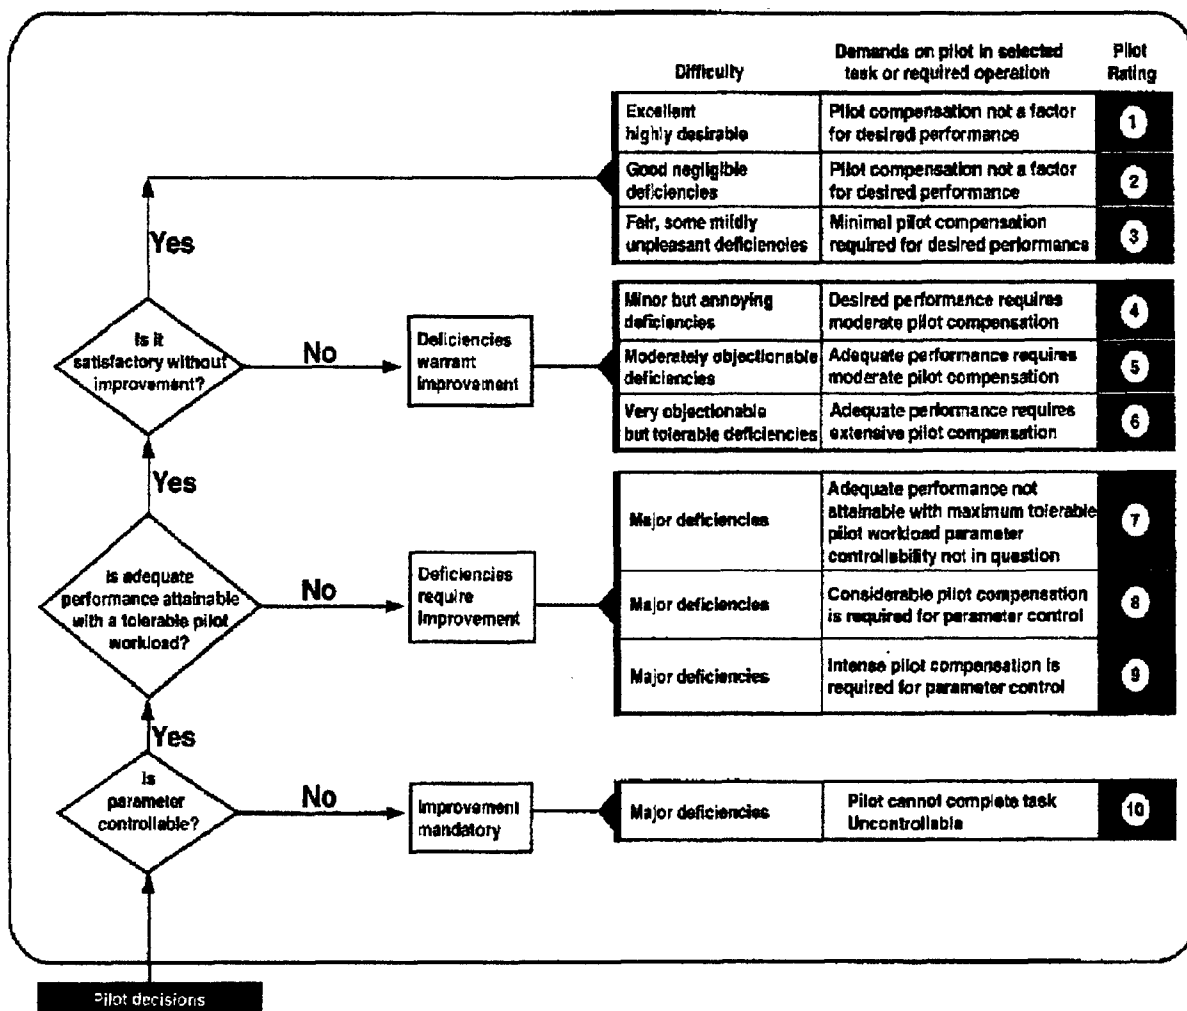 Difficulty
Demands on pilot in selected
task or required operation
Pilot
Rating
Excellent
highly desirable
Pilot compensation not a factor
for desired performance
1
Good negligible
deficiencies
Pilot compensation not a factor
for desired performance
2
Fair, some mildly
unpleasant deficiencies
Minimal pilot compensation
required for desired performance
3
Yes
Is it
satisfactory without
improvement?
No
Deficiencies
warrant
improvement
Minor but annoying
deficiencies
Desired performance requires
moderate pilot compensation
4
Moderately objectionable
deficiencies
Adequate performance requires
moderate pilot compensation
5
Very objectionable
but tolerable deficiencies
Adequate performance requires
extensive pilot compensation
6
Yes
Is adequate
performance attainable
with a tolerable pilot
workload?
No
Deficiencies
require
improvement
Major deficiencies
Adequate performance not
attainable with maximum tolerable
pilot workload parameter
controllability not in question
7
Major deficiencies
Considerable pilot compensation
is required for parameter control
8
Major deficiencies
Intense pilot compensation is
required for parameter control
9
Yes
Is
parameter
controllable?
No
Improvement
mandatory
Major deficiencies
Pilot cannot complete task
Uncontrollable
10
Pilot decisions